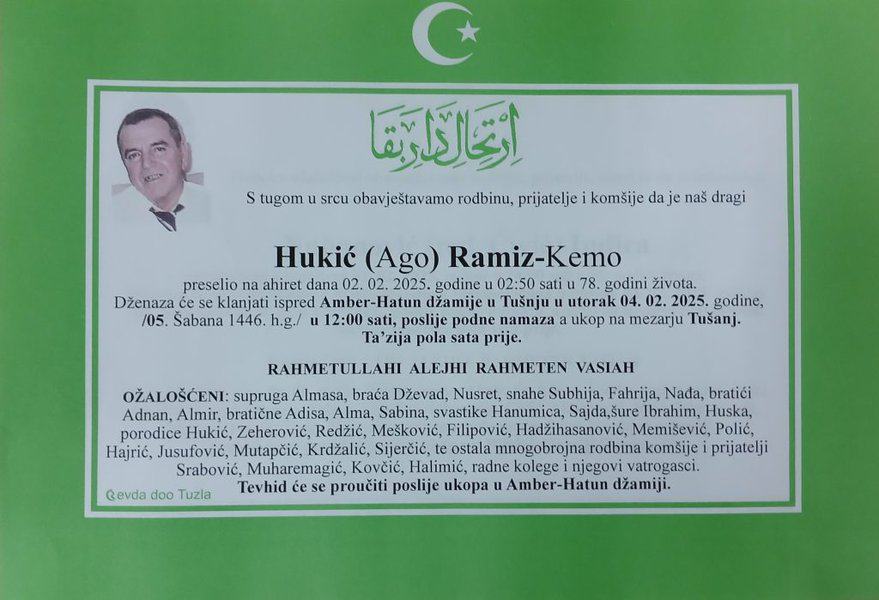 اِرْتِحَالِ دَارِ بَقَا
S tugom u srcu obavještavamo rodbinu, prijatelje i komšije da je naš dragi
Hukić (Ago) Ramiz-Kemo
preselio na ahiret dana 02. 02. 2025. godine u 02:50 sati u 78. godini života.
Dženaza će se klanjati ispred Amber-Hatun džamije u Tušnju u utorak 04. 02. 2025. godine,
/05. Šabana 1446. h.g./ u 12:00 sati, poslije podne namaza a ukop na mezarju Tušanj.
Ta'zija pola sata prije.
RAHMETULLAHI ALEJHI RAHMETEN VASIAH
OŽALOŠĆENI: supruga Almasa, braća Dževad, Nusret, snahe Subhija, Fahrija, Nađa, bratići
Adnan, Almir, bratične Adisa, Alma, Sabina, svastike Hanumica, Sajda,šure Ibrahim, Huska,
porodice Hukić, Zeherović, Redžić, Mešković, Filipović, Hadžihasanović, Memišević, Polić,
Hajrić, Jusufović, Mutapčić, Krdžalić, Sijerčić, te ostala mnogobrojna rodbina komšije i prijatelji
Srabović, Muharemagić, Kovčić, Halimić, radne kolege i njegovi vatrogasci.
Tevhid će se proučiti poslije ukopa u Amber-Hatun džamiji.
evda doo Tuzla